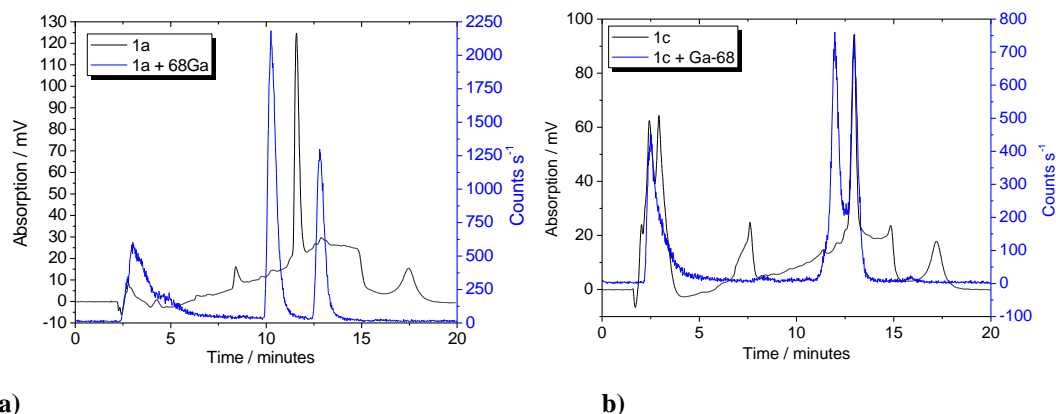 1a
1a + 68Ga
Absorption / mV
130
120
110
100
90
80
70
60
50
40
30
20
10
0
-10
2250
2000
1750
1500
1250
1000
750
500
250
0
Counts s-1
0 5 10 15 20
Time / minutes
a)
1c
1c + Ga-68
Absorption / mV
100
80
60
40
20
0
800
700
600
500
400
300
200
100
0
-100
Counts s-1
0 5 10 15 20
Time / minutes
b)